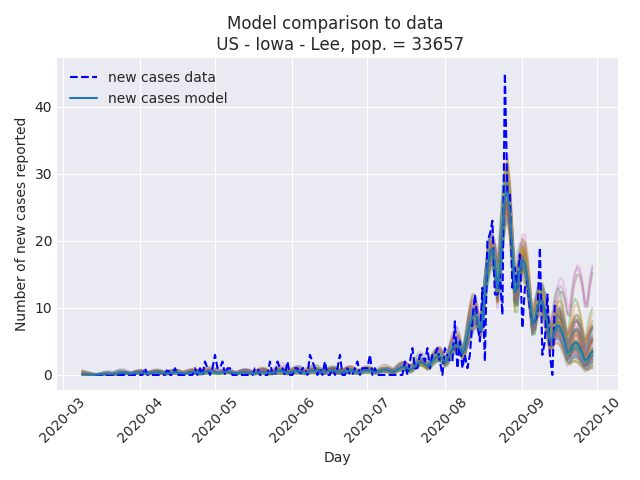 Model comparison to data
US - Iowa - Lee, pop. = 33657
new cases data
new cases model
Number of new cases reported
40
30
20
10
0
2020-03
2020-04
2020-05
2020-06
2020-07
2020-08
2020-09
2020-10
Day